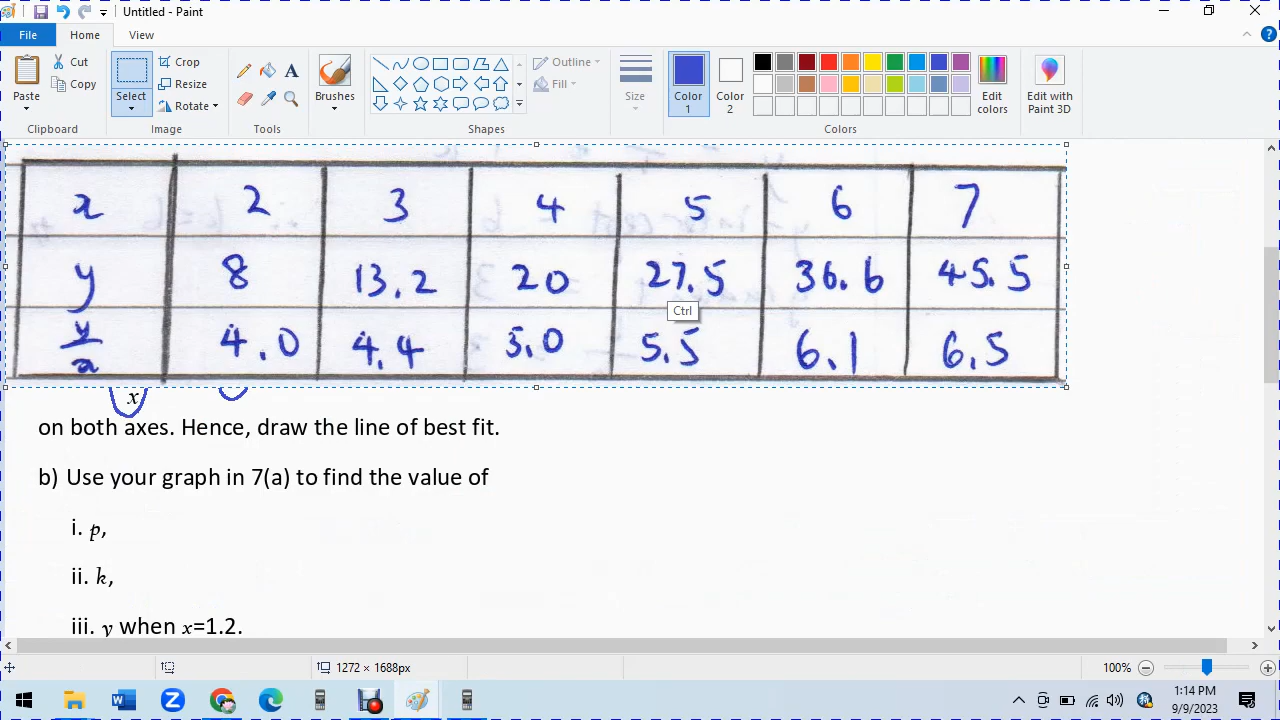 Untitled - Paint
File Home View
Paste
Cut
Copy
Clipboard
Select
Crop
Resize
Rotate
Image
Tools
Brushes
Outline
Fill
Shapes
Size
Color 1
Color 2
Edit colors
Edit with Paint 3D
Colors
x 2 3 4 5 6 7
y 8 13.2 20 27.5 36.6 45.5
y/x 4.0 4.4 5.0 5.5 6.1 6.5
Ctrl
x
on both axes. Hence, draw the line of best fit.
b) Use your graph in 7(a) to find the value of
i. p,
ii. k,
iii. y when x=1.2.
1272 × 1688px
100%
1:14 PM
9/9/2023